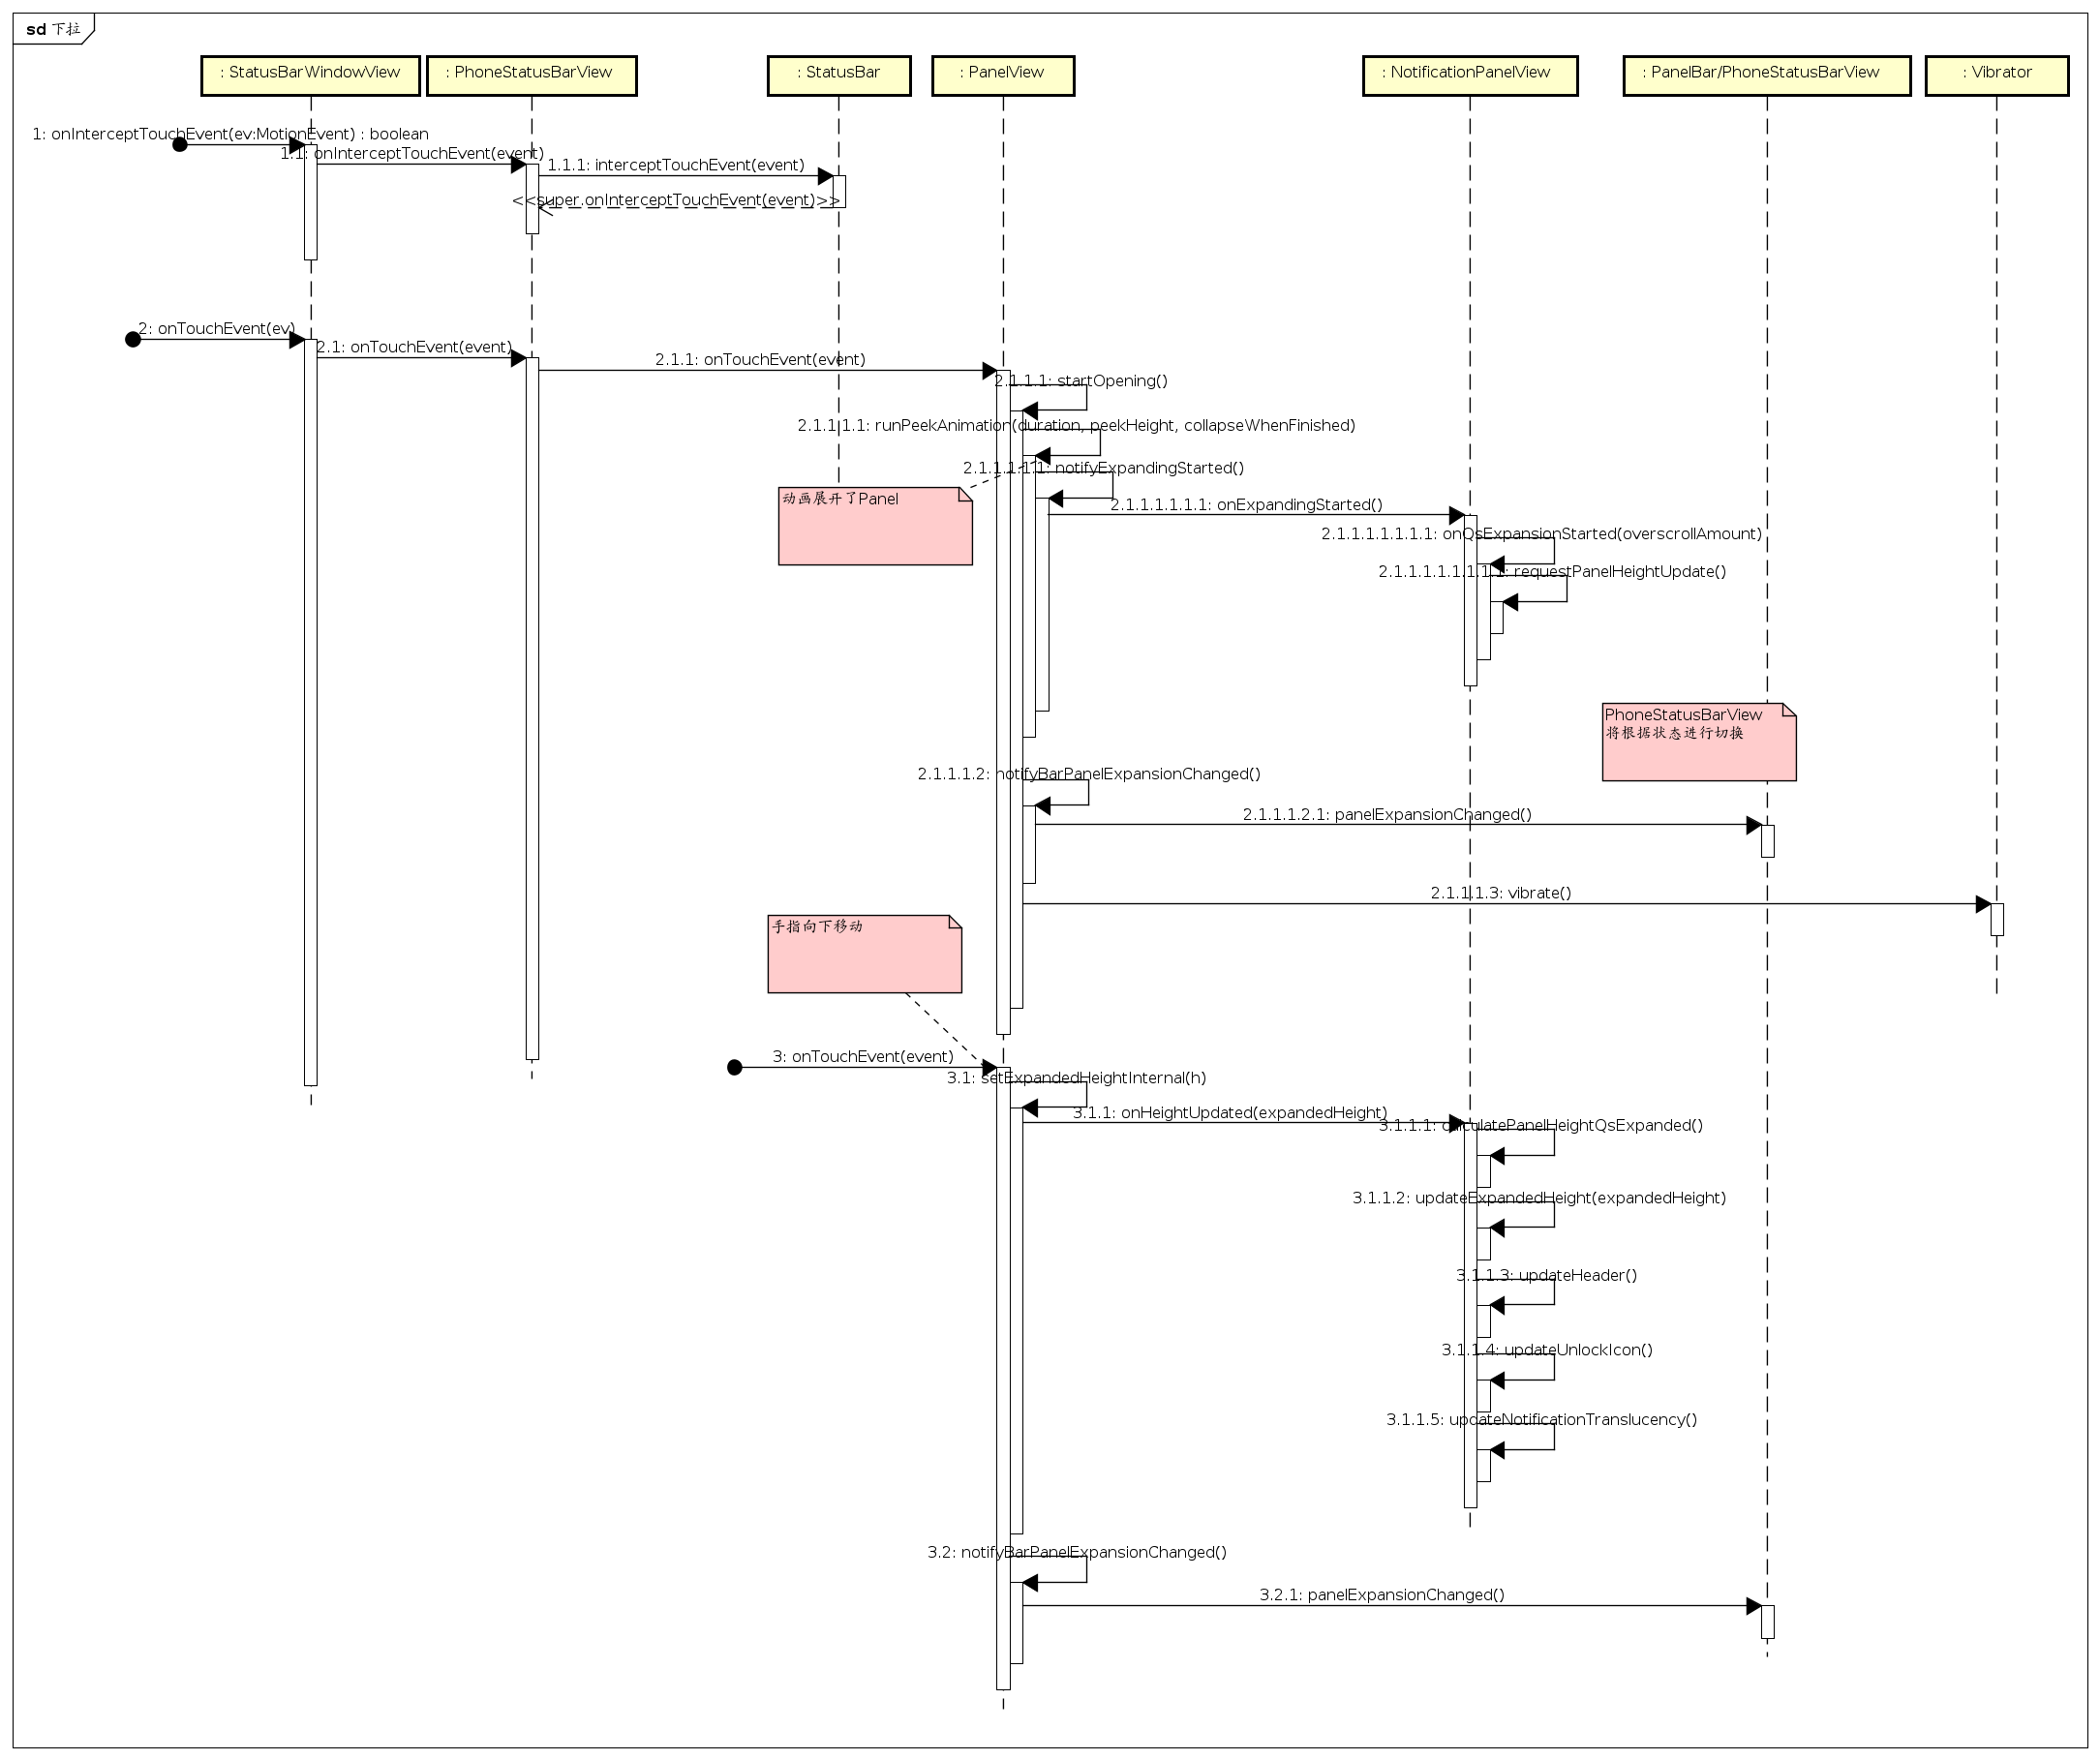 sd 下拉
: StatusBarWindowView
: PhoneStatusBarView
: StatusBar
: PanelView
: NotificationPanelView
: PanelBar/PhoneStatusBarView
: Vibrator
1: onInterceptTouchEvent(ev:MotionEvent) : boolean
1.1: onInterceptTouchEvent(event)
1.1.1: interceptTouchEvent(event)
<<super.onInterceptTouchEvent(event)>>
2: onTouchEvent(ev)
2.1: onTouchEvent(event)
2.1.1: onTouchEvent(event)
2.1.1.1: startOpening()
2.1.1.1.1: runPeekAnimation(duration, peekHeight, collapseWhenFinished)
2.1.1.1.1.1: notifyExpandingStarted()
动画展开了Panel
2.1.1.1.1.1.1: onExpandingStarted()
2.1.1.1.1.1.1.1: onQsExpansionStarted(overscrollAmount)
2.1.1.1.1.1.1.1.1: requestPanelHeightUpdate()
PhoneStatusBarView
将根据状态进行切换
2.1.1.1.2: notifyBarPanelExpansionChanged()
2.1.1.1.2.1: panelExpansionChanged()
2.1.1.1.3: vibrate()
手指向下移动
3: onTouchEvent(event)
3.1: setExpandedHeightInternal(h)
3.1.1: onHeightUpdated(expandedHeight)
3.1.1.1: calculatePanelHeightQsExpanded()
3.1.1.2: updateExpandedHeight(expandedHeight)
3.1.1.3: updateHeader()
3.1.1.4: updateUnlockIcon()
3.1.1.5: updateNotificationTranslucency()
3.2: notifyBarPanelExpansionChanged()
3.2.1: panelExpansionChanged()